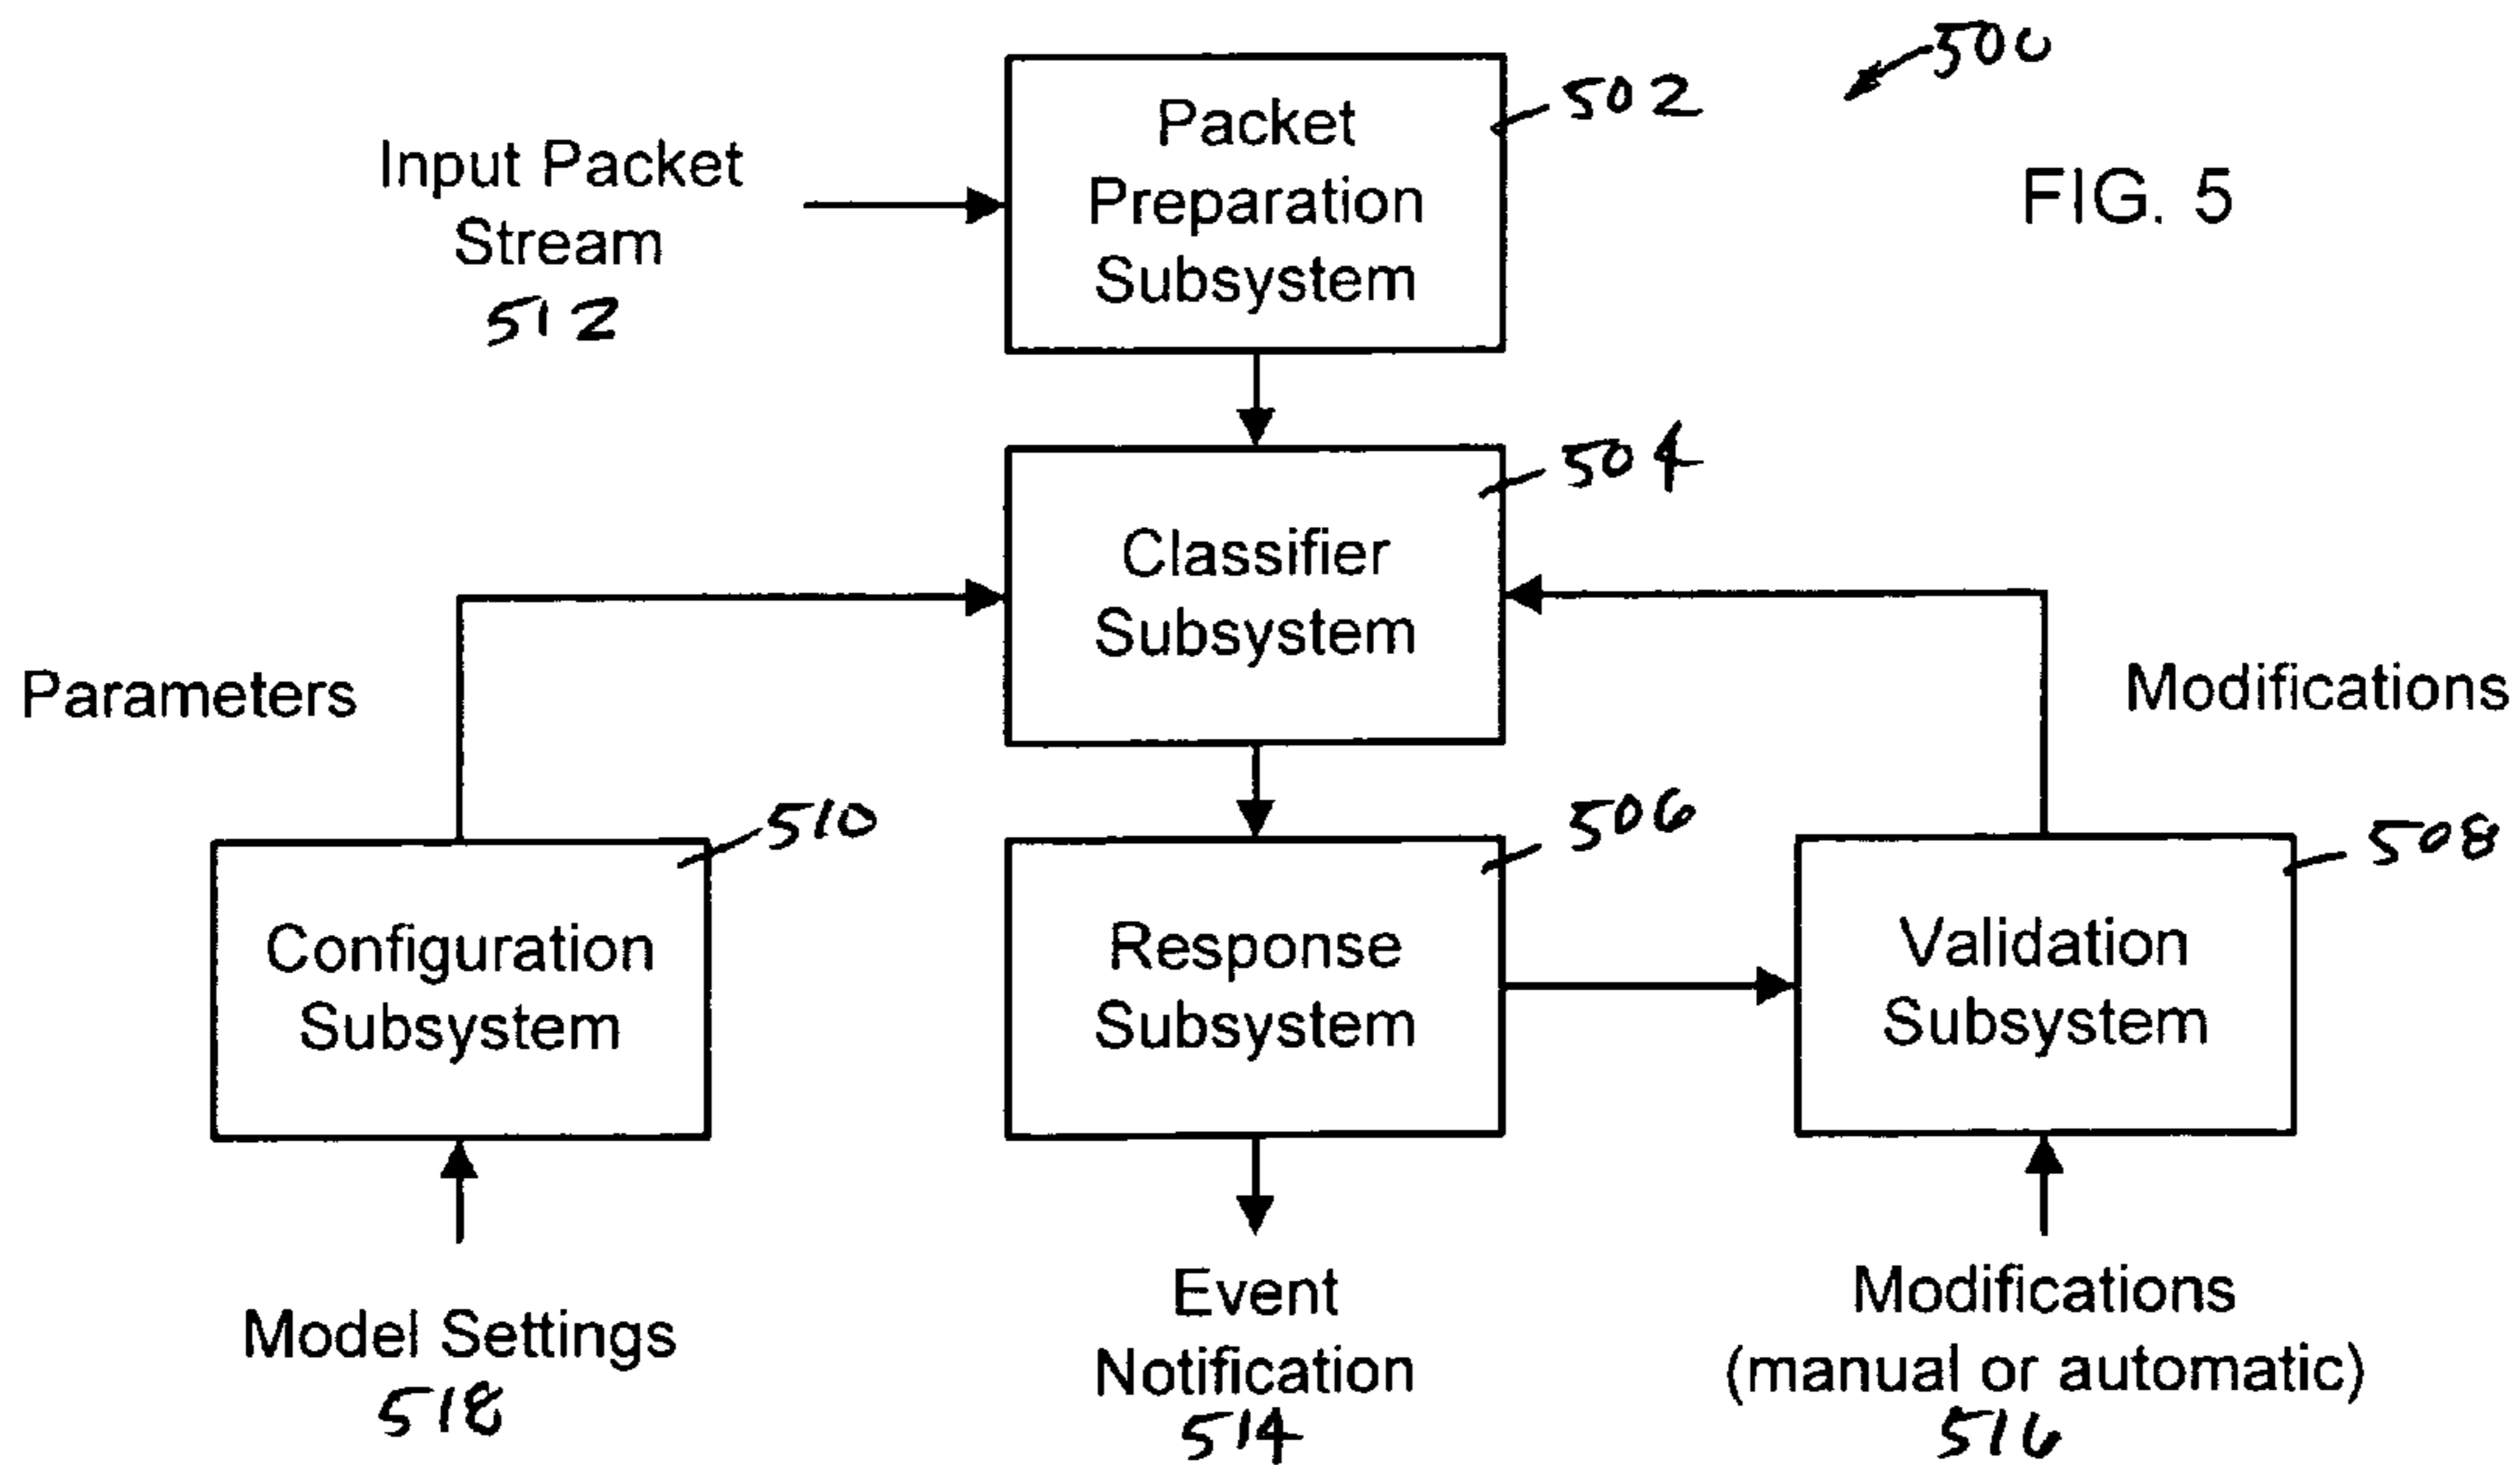 500
502
Packet
Preparation
Subsystem
Input Packet
Stream
512
FIG. 5
504
Classifier
Subsystem
Parameters
Modifications
510
506
508
Configuration
Subsystem
Response
Subsystem
Validation
Subsystem
Model Settings
518
Event
Notification
514
Modifications
(manual or automatic)
516